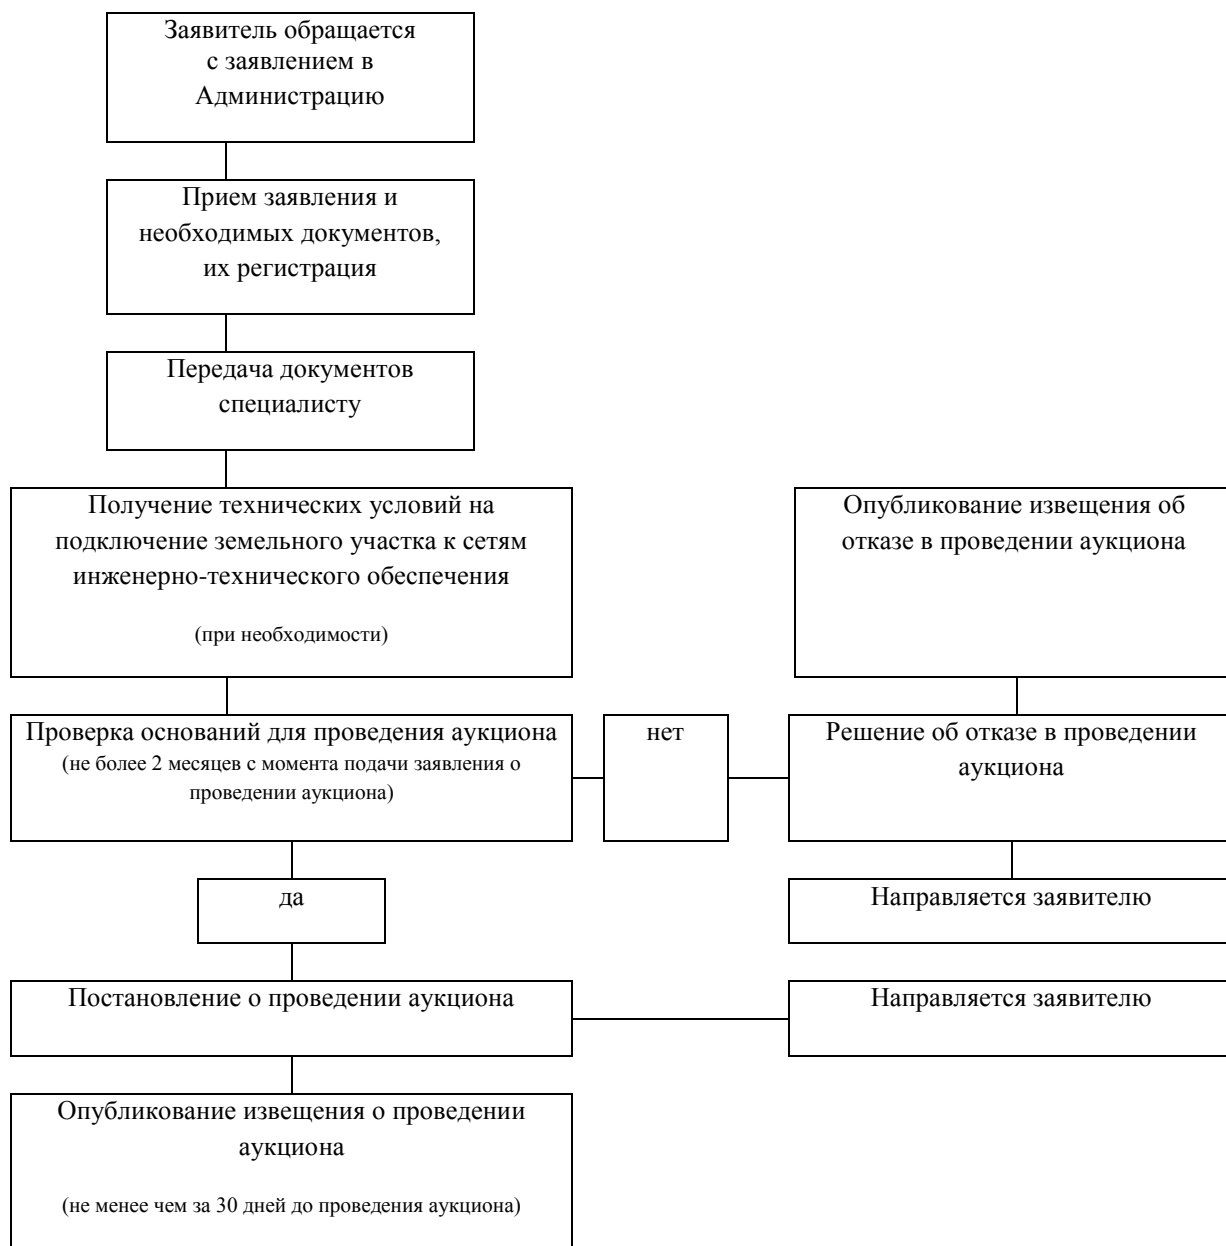 Заявитель обращается
с заявлением в
Администрацию
Прием заявления и
необходимых документов,
их регистрация
Передача документов
специалисту
Получение технических условий на
подключение земельного участка к сетям
инженерно-технического обеспечения
(при необходимости)
Опубликование извещения об
отказе в проведении аукциона
Проверка оснований для проведения аукциона
(не более 2 месяцев с момента подачи заявления о
проведении аукциона)
нет
Решение об отказе в проведении
аукциона
да
Направляется заявителю
Постановление о проведении аукциона
Направляется заявителю
Опубликование извещения о проведении
аукциона
(не менее чем за 30 дней до проведения аукциона)